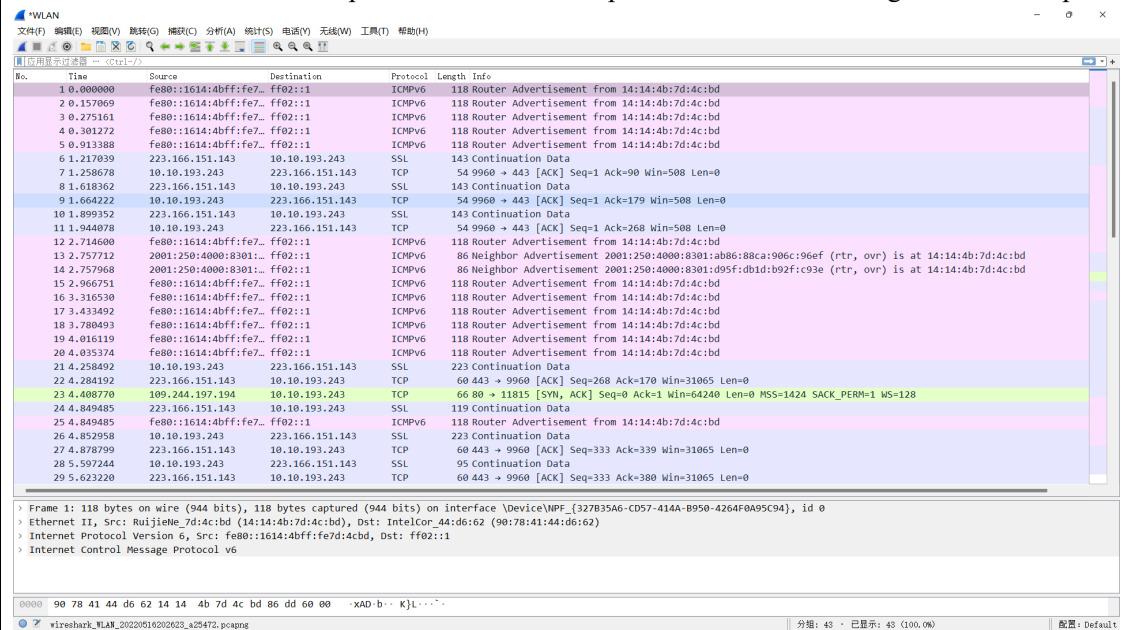 *WLAN
文件(F) 编辑(E) 视图(V) 跳转(G) 捕获(C) 分析(A) 统计(S) 电话(Y) 无线(W) 工具(T) 帮助(H)
应用显示过滤器 … <Ctrl-/>
No. Time Source Destination Protocol Length Info
1 0.000000 fe80::1614:4bff:fe7… ff02::1 ICMPv6 118 Router Advertisement from 14:14:4b:7d:4c:bd
2 0.157069 fe80::1614:4bff:fe7… ff02::1 ICMPv6 118 Router Advertisement from 14:14:4b:7d:4c:bd
3 0.275161 fe80::1614:4bff:fe7… ff02::1 ICMPv6 118 Router Advertisement from 14:14:4b:7d:4c:bd
4 0.301272 fe80::1614:4bff:fe7… ff02::1 ICMPv6 118 Router Advertisement from 14:14:4b:7d:4c:bd
5 0.913388 fe80::1614:4bff:fe7… ff02::1 ICMPv6 118 Router Advertisement from 14:14:4b:7d:4c:bd
6 1.217039 223.166.151.143 10.10.193.243 SSL 143 Continuation Data
7 1.258678 10.10.193.243 223.166.151.143 TCP 54 9960 → 443 [ACK] Seq=1 Ack=90 Win=508 Len=0
8 1.618362 223.166.151.143 10.10.193.243 SSL 143 Continuation Data
9 1.664222 10.10.193.243 223.166.151.143 TCP 54 9960 → 443 [ACK] Seq=1 Ack=179 Win=508 Len=0
10 1.899352 223.166.151.143 10.10.193.243 SSL 143 Continuation Data
11 1.944078 10.10.193.243 223.166.151.143 TCP 54 9960 → 443 [ACK] Seq=1 Ack=268 Win=508 Len=0
12 2.714600 fe80::1614:4bff:fe7… ff02::1 ICMPv6 118 Router Advertisement from 14:14:4b:7d:4c:bd
13 2.757712 2001:250:4000:8301:… ff02::1 ICMPv6 86 Neighbor Advertisement 2001:250:4000:8301:ab86:88ca:906c:96ef (rtr, ovr) is at 14:14:4b:7d:4c:bd
14 2.757968 2001:250:4000:8301:… ff02::1 ICMPv6 86 Neighbor Advertisement 2001:250:4000:8301:d95f:db1d:b92f:c93e (rtr, ovr) is at 14:14:4b:7d:4c:bd
15 2.966751 fe80::1614:4bff:fe7… ff02::1 ICMPv6 118 Router Advertisement from 14:14:4b:7d:4c:bd
16 3.316530 fe80::1614:4bff:fe7… ff02::1 ICMPv6 118 Router Advertisement from 14:14:4b:7d:4c:bd
17 3.433492 fe80::1614:4bff:fe7… ff02::1 ICMPv6 118 Router Advertisement from 14:14:4b:7d:4c:bd
18 3.780493 fe80::1614:4bff:fe7… ff02::1 ICMPv6 118 Router Advertisement from 14:14:4b:7d:4c:bd
19 4.016119 fe80::1614:4bff:fe7… ff02::1 ICMPv6 118 Router Advertisement from 14:14:4b:7d:4c:bd
20 4.035374 fe80::1614:4bff:fe7… ff02::1 ICMPv6 118 Router Advertisement from 14:14:4b:7d:4c:bd
21 4.258492 10.10.193.243 223.166.151.143 SSL 223 Continuation Data
22 4.284192 223.166.151.143 10.10.193.243 TCP 60 443 → 9960 [ACK] Seq=268 Ack=170 Win=31065 Len=0
23 4.408770 109.244.197.194 10.10.193.243 TCP 66 80 → 11815 [SYN, ACK] Seq=0 Ack=1 Win=64240 Len=0 MSS=1424 SACK_PERM=1 WS=128
24 4.849485 223.166.151.143 10.10.193.243 SSL 119 Continuation Data
25 4.849485 fe80::1614:4bff:fe7… ff02::1 ICMPv6 118 Router Advertisement from 14:14:4b:7d:4c:bd
26 4.852958 10.10.193.243 223.166.151.143 SSL 223 Continuation Data
27 4.878799 223.166.151.143 10.10.193.243 TCP 60 443 → 9960 [ACK] Seq=333 Ack=339 Win=31065 Len=0
28 5.597244 10.10.193.243 223.166.151.143 SSL 95 Continuation Data
29 5.623220 223.166.151.143 10.10.193.243 TCP 60 443 → 9960 [ACK] Seq=333 Ack=380 Win=31065 Len=0
> Frame 1: 118 bytes on wire (944 bits), 118 bytes captured (944 bits) on interface \Device\NPF_{327B35A6-CD57-414A-B950-4264F0A95C94}, id 0
> Ethernet II, Src: RuijieNe_7d:4c:bd (14:14:4b:7d:4c:bd), Dst: IntelCor_44:d6:62 (90:78:41:44:d6:62)
> Internet Protocol Version 6, Src: fe80::1614:4bff:fe7d:4cbd, Dst: ff02::1
> Internet Control Message Protocol v6
0000 90 78 41 44 d6 62 14 14 4b 7d 4c bd 86 dd 60 00 ·xAD·b·· K}L···`·
wireshark_WLAN_20220516202623_a25472.pcapng 分组: 43 · 已显示: 43 (100.0%) 配置: Default